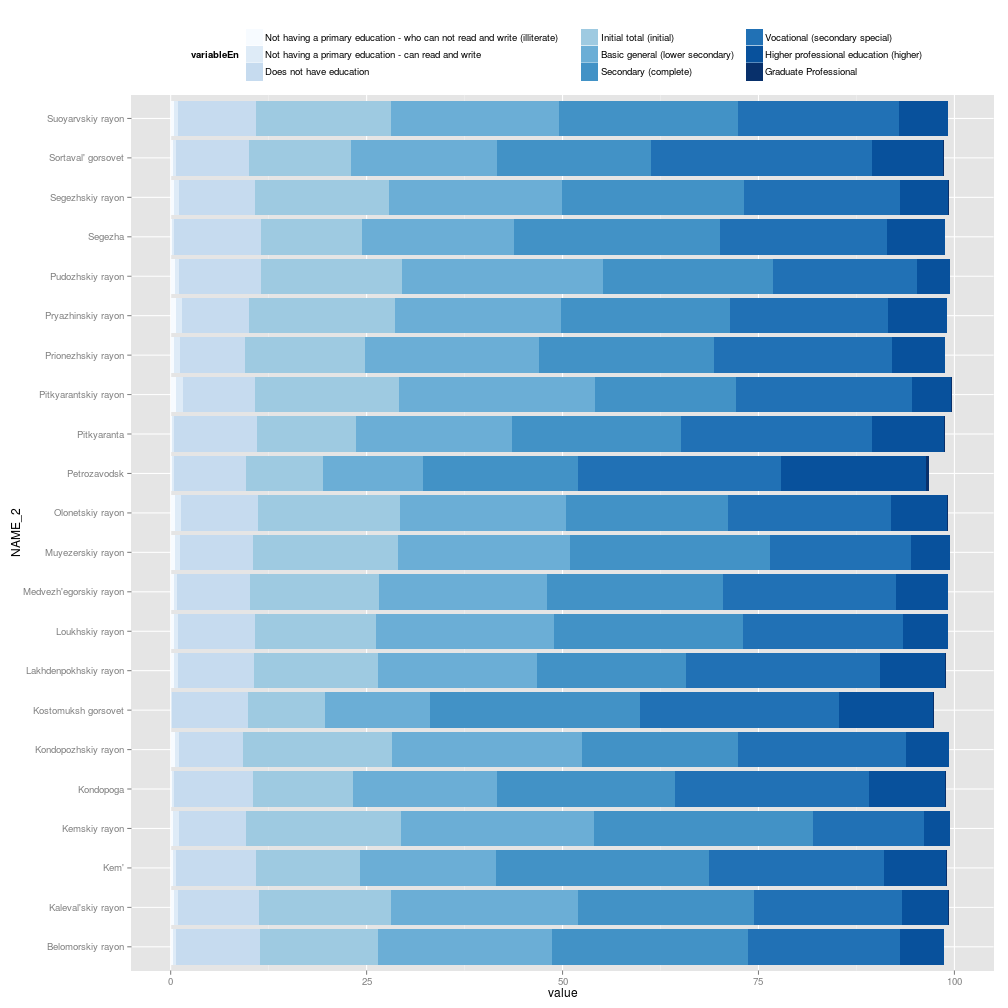 variableEn
Not having a primary education - who can not read and write (illiterate)
Not having a primary education - can read and write
Does not have education
Initial total (initial)
Basic general (lower secondary)
Secondary (complete)
Vocational (secondary special)
Higher professional education (higher)
Graduate Professional
NAME_2
Suoyarvskiy rayon
Sortaval' gorsovet
Segezhskiy rayon
Segezha
Pudozhskiy rayon
Pryazhinskiy rayon
Prionezhskiy rayon
Pitkyarantskiy rayon
Pitkyaranta
Petrozavodsk
Olonetskiy rayon
Muyezerskiy rayon
Medvezh'egorskiy rayon
Loukhskiy rayon
Lakhdenpokhskiy rayon
Kostomuksh gorsovet
Kondopozhskiy rayon
Kondopoga
Kemskiy rayon
Kem'
Kaleval'skiy rayon
Belomorskiy rayon
0 25 50 75 100
value